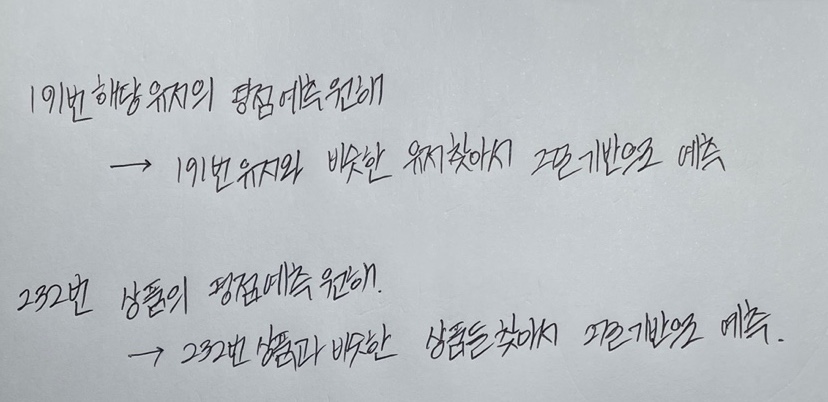 191번 해당 유저의 평점 예측 원해
→ 191번 유저와 비슷한 유저 찾아서 그걸 기반으로 예측
232번 상품의 평점예측 원해.
→ 232번 상품과 비슷한 상품들 찾아서 그걸 기반으로 예측.